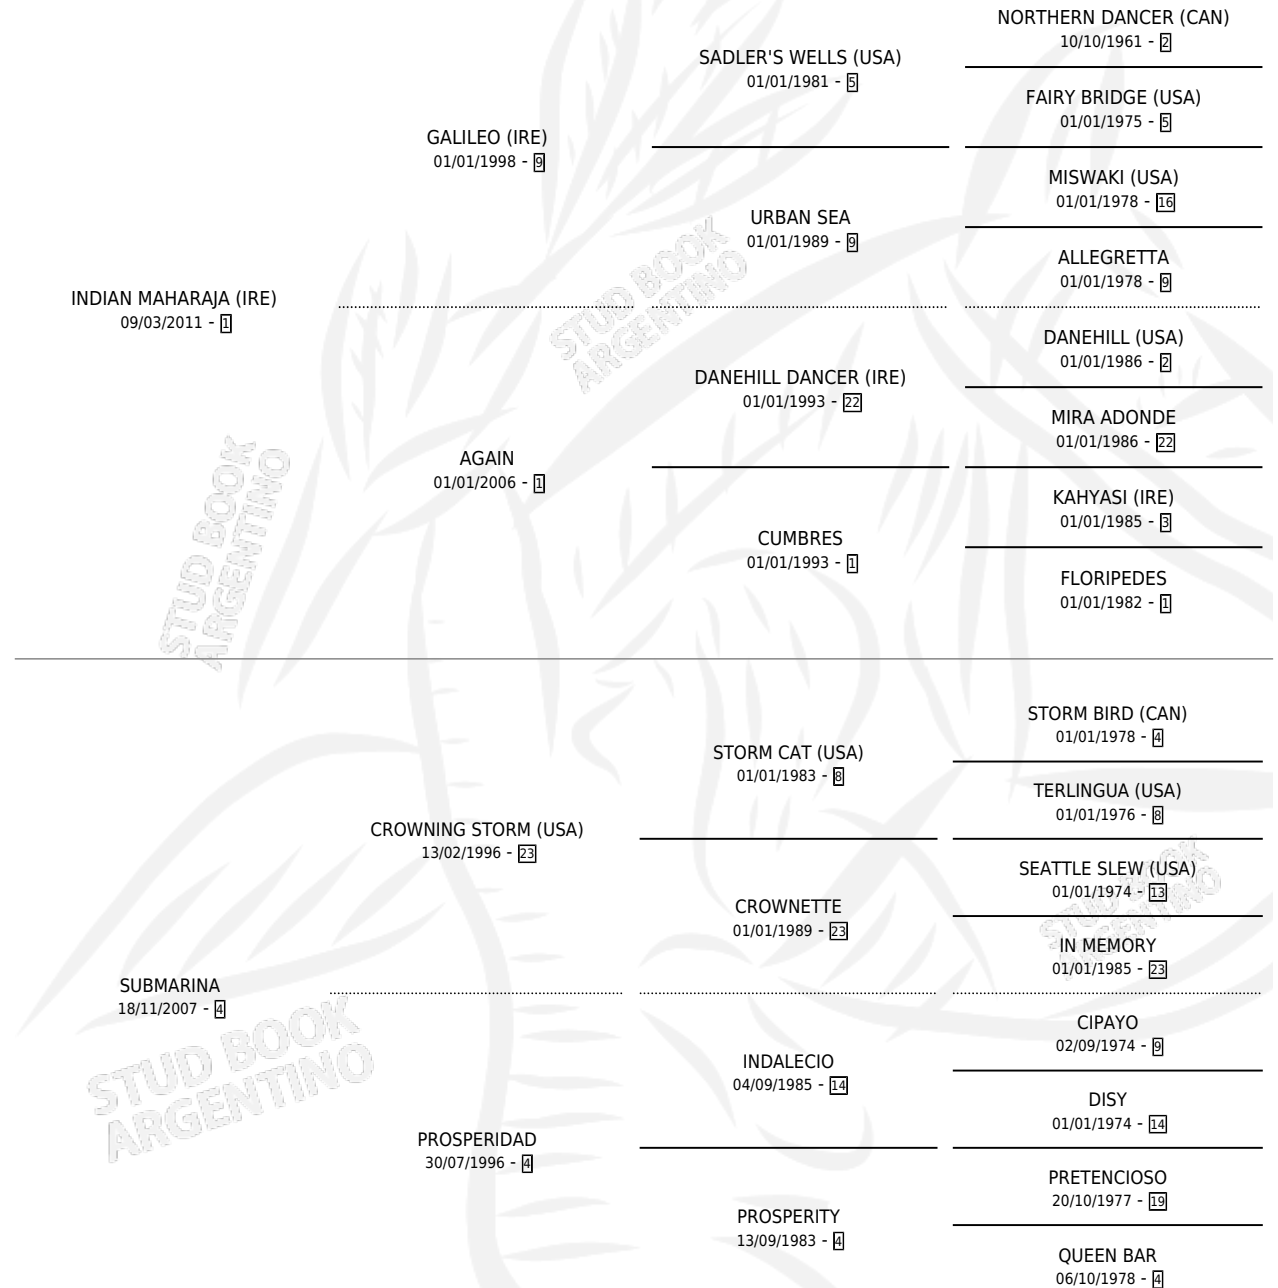 NORTHERN DANCER (CAN)
10/10/1961 - 2
SADLER'S WELLS (USA)
01/01/1981 - 5
FAIRY BRIDGE (USA)
01/01/1975 - 5
GALILEO (IRE)
01/01/1998 - 9
MISWAKI (USA)
01/01/1978 - 16
URBAN SEA
01/01/1989 - 9
ALLEGRETTA
01/01/1978 - 9
INDIAN MAHARAJA (IRE)
09/03/2011 - 1
DANEHILL (USA)
01/01/1986 - 2
DANEHILL DANCER (IRE)
01/01/1993 - 22
MIRA ADONDE
01/01/1986 - 22
AGAIN
01/01/2006 - 1
KAHYASI (IRE)
01/01/1985 - 3
CUMBRES
01/01/1993 - 1
FLORIPEDES
01/01/1982 - 1
STORM BIRD (CAN)
01/01/1978 - 4
STORM CAT (USA)
01/01/1983 - 8
TERLINGUA (USA)
01/01/1976 - 8
CROWNING STORM (USA)
13/02/1996 - 23
SEATTLE SLEW (USA)
01/01/1974 - 13
CROWNETTE
01/01/1989 - 23
IN MEMORY
01/01/1985 - 23
SUBMARINA
18/11/2007 - 4
CIPAYO
02/09/1974 - 9
INDALECIO
04/09/1985 - 14
DISY
01/01/1974 - 14
PROSPERIDAD
30/07/1996 - 4
PRETENCIOSO
20/10/1977 - 19
PROSPERITY
13/09/1983 - 4
QUEEN BAR
06/10/1978 - 4
STUD BOOK
ARGENTINO
STUD BOOK
ARGENTINO
STUD BOOK
ARGENTINO
STUD BOOK
ARGENTINO